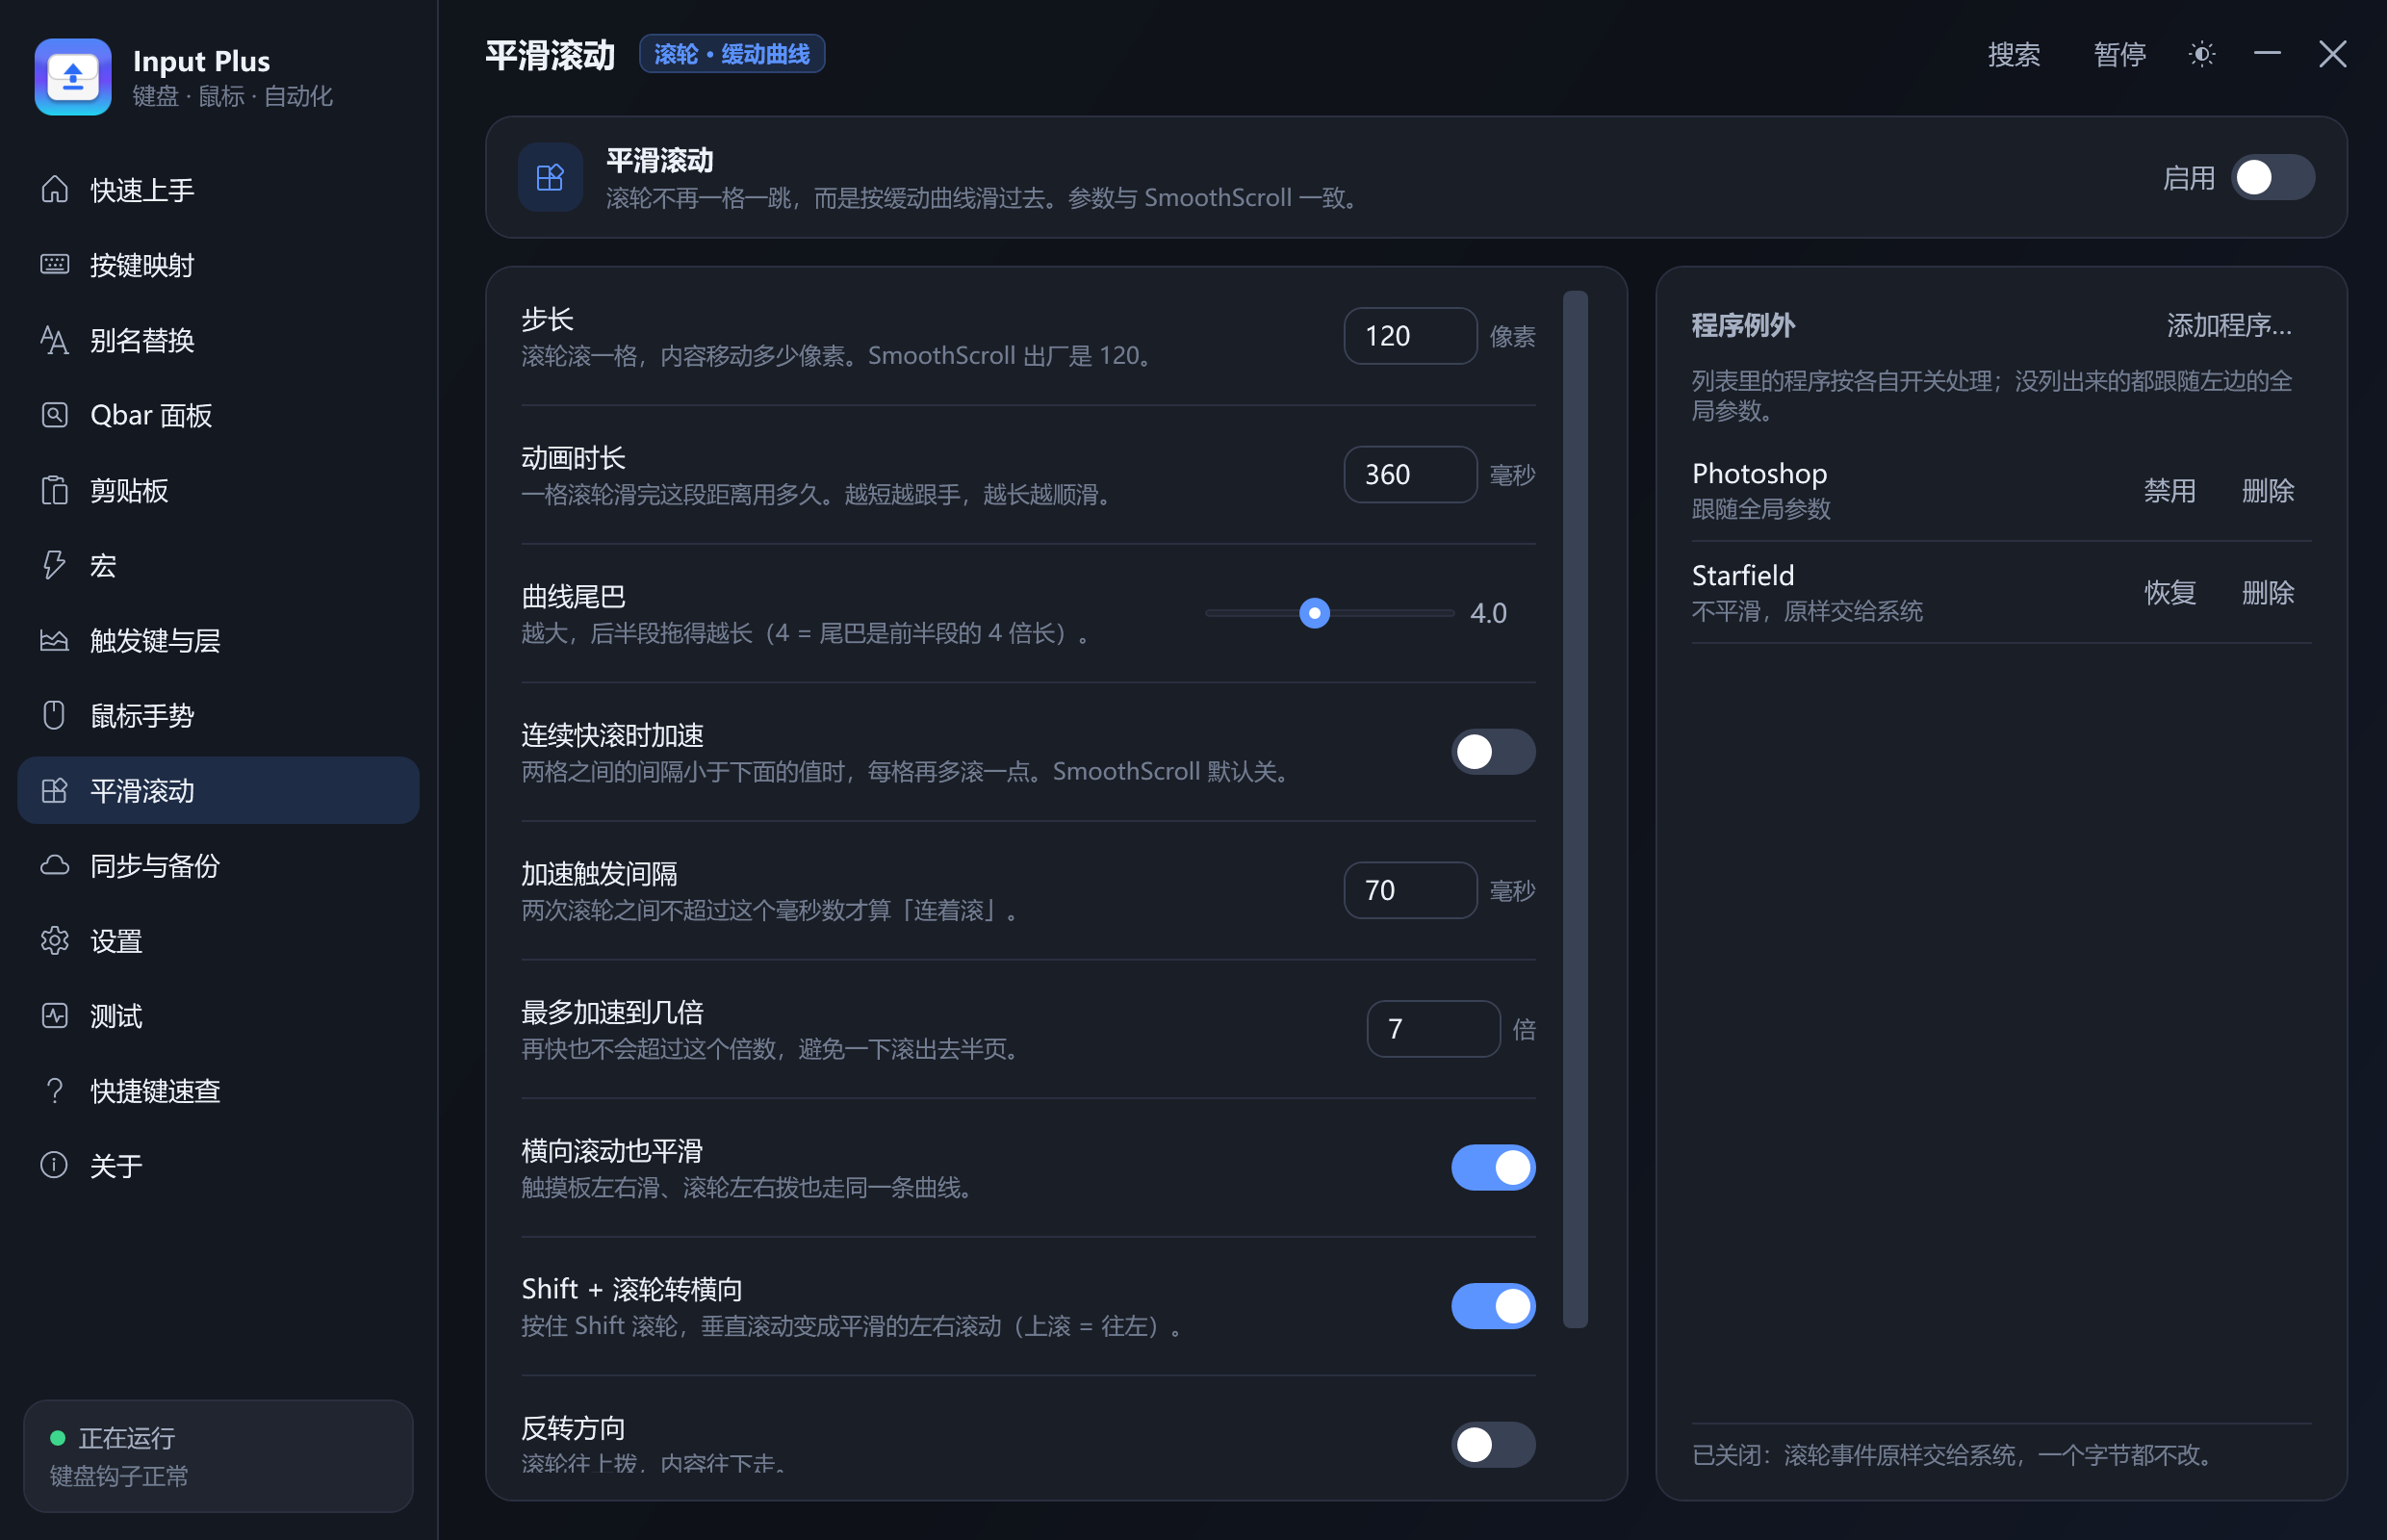 Input Plus
键盘 · 鼠标 · 自动化
快速上手
按键映射
别名替换
Qbar 面板
剪贴板
宏
触发键与层
鼠标手势
平滑滚动
同步与备份
设置
测试
快捷键速查
关于
正在运行
键盘钩子正常
平滑滚动
滚轮 • 缓动曲线
搜索
暂停
平滑滚动
滚轮不再一格一跳，而是按缓动曲线滑过去。参数与 SmoothScroll 一致。
启用
步长
滚轮滚一格，内容移动多少像素。SmoothScroll 出厂是 120。
120 像素
动画时长
一格滚轮滑完这段距离用多久。越短越跟手，越长越顺滑。
360 毫秒
曲线尾巴
越大，后半段拖得越长（4 = 尾巴是前半段的 4 倍长）。
4.0
连续快滚时加速
两格之间的间隔小于下面的值时，每格再多滚一点。SmoothScroll 默认关。
加速触发间隔
两次滚轮之间不超过这个毫秒数才算「连着滚」。
70 毫秒
最多加速到几倍
再快也不会超过这个倍数，避免一下滚出去半页。
7 倍
横向滚动也平滑
触摸板左右滑、滚轮左右拨也走同一条曲线。
Shift + 滚轮转横向
按住 Shift 滚轮，垂直滚动变成平滑的左右滚动（上滚 = 往左）。
反转方向
滚轮往上拨，内容往下走。
程序例外
添加程序...
列表里的程序按各自开关处理；没列出来的都跟随左边的全
局参数。
Photoshop
跟随全局参数
禁用 删除
Starfield
不平滑，原样交给系统
恢复 删除
已关闭：滚轮事件原样交给系统，一个字节都不改。